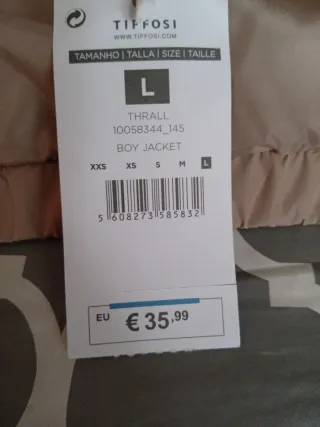 TIFFOSI
WWW.TIFFOSI.COM
TAMANHO | TALLA | SIZE | TAILLE
L
THRALL
10058344_145
BOY JACKET
XXS XS S M L
5 608273 585832
EU € 35,99